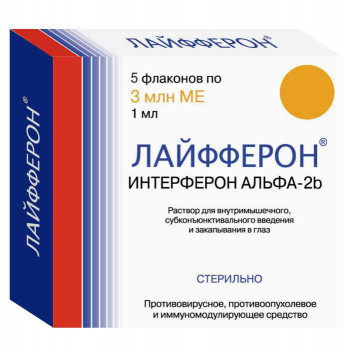 ЛАЙФФЕРОН®
5 флаконов по
3 млн МЕ
1 мл
ЛАЙФФЕРОН®
ИНТЕРФЕРОН АЛЬФА-2b
Раствор для внутримышечного,
субконъюнктивального введения
и закапывания в глаз
СТЕРИЛЬНО
Противовирусное, противоопухолевое
и иммуномодулирующее средство
ЛАЙФФЕРОН®